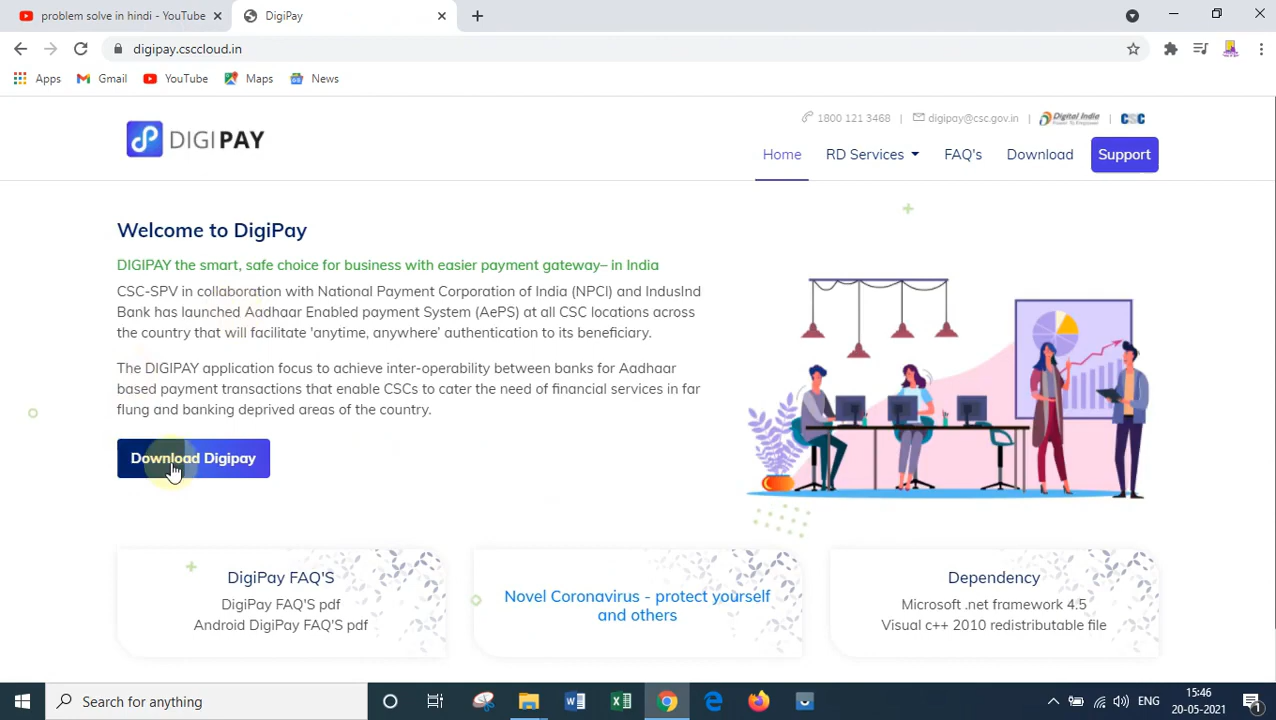 problem solve in hindi - YouTube
DigiPay
digipay.csccloud.in
Apps
Gmail
YouTube
Maps
News
1800 121 3468 | digipay@csc.gov.in | Digital India | CSC
DIGIPAY
Home
RD Services
FAQ's
Download
Support
Welcome to DigiPay
DIGIPAY the smart, safe choice for business with easier payment gateway– in India
CSC-SPV in collaboration with National Payment Corporation of India (NPCI) and IndusInd
Bank has launched Aadhaar Enabled payment System (AePS) at all CSC locations across
the country that will facilitate 'anytime, anywhere' authentication to its beneficiary.
The DIGIPAY application focus to achieve inter-operability between banks for Aadhaar
based payment transactions that enable CSCs to cater the need of financial services in far
flung and banking deprived areas of the country.
Download Digipay
DigiPay FAQ'S
DigiPay FAQ'S pdf
Android DigiPay FAQ'S pdf
Novel Coronavirus - protect yourself
and others
Dependency
Microsoft .net framework 4.5
Visual c++ 2010 redistributable file
Search for anything
ENG
15:46
20-05-2021